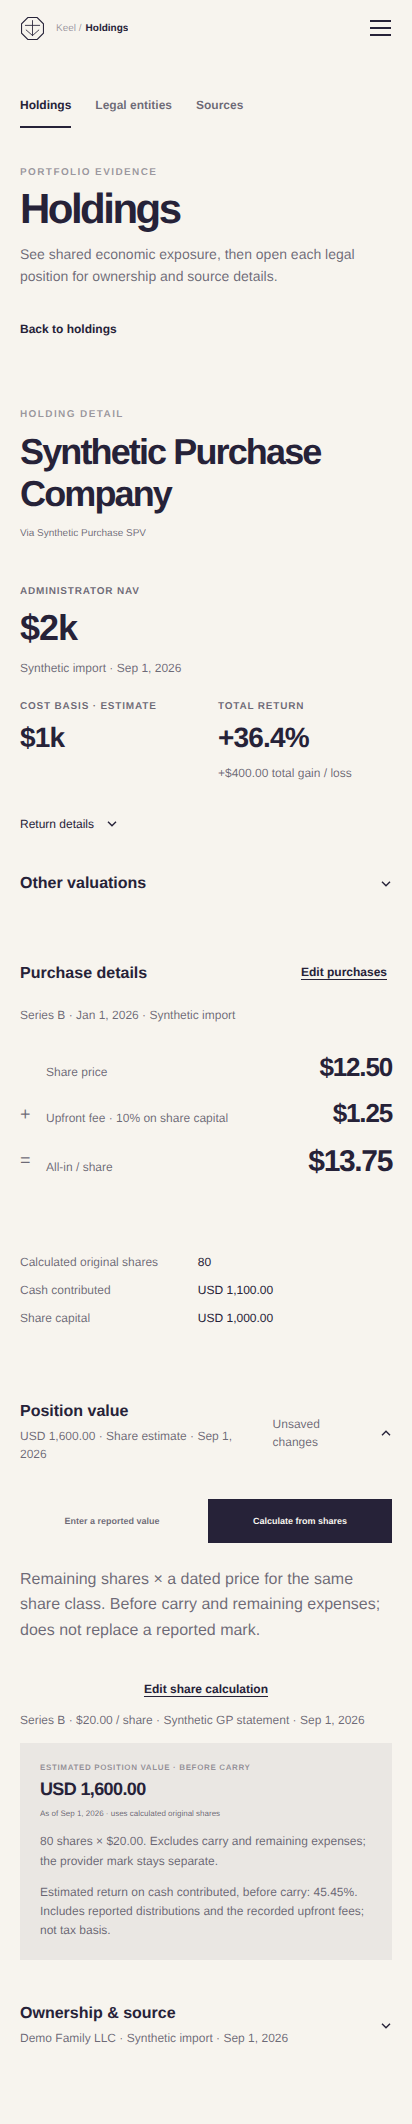 Keel / Holdings
Holdings Legal entities Sources
PORTFOLIO EVIDENCE
Holdings
See shared economic exposure, then open each legal
position for ownership and source details.
Back to holdings
HOLDING DETAIL
Synthetic Purchase
Company
Via Synthetic Purchase SPV
ADMINISTRATOR NAV
$2k
Synthetic import · Sep 1, 2026
COST BASIS · ESTIMATE
$1k
TOTAL RETURN
+36.4%
+$400.00 total gain / loss
Return details
Other valuations
Purchase details Edit purchases
Series B · Jan 1, 2026 · Synthetic import
Share price $12.50
+ Upfront fee · 10% on share capital $1.25
= All-in / share $13.75
Calculated original shares 80
Cash contributed USD 1,100.00
Share capital USD 1,000.00
Position value
USD 1,600.00 · Share estimate · Sep 1,
2026
Unsaved
changes
Enter a reported value Calculate from shares
Remaining shares × a dated price for the same
share class. Before carry and remaining expenses;
does not replace a reported mark.
Edit share calculation
Series B · $20.00 / share · Synthetic GP statement · Sep 1, 2026
ESTIMATED POSITION VALUE · BEFORE CARRY
USD 1,600.00
As of Sep 1, 2026 · uses calculated original shares
80 shares × $20.00. Excludes carry and remaining expenses;
the provider mark stays separate.
Estimated return on cash contributed, before carry: 45.45%.
Includes reported distributions and the recorded upfront fees;
not tax basis.
Ownership & source
Demo Family LLC · Synthetic import · Sep 1, 2026